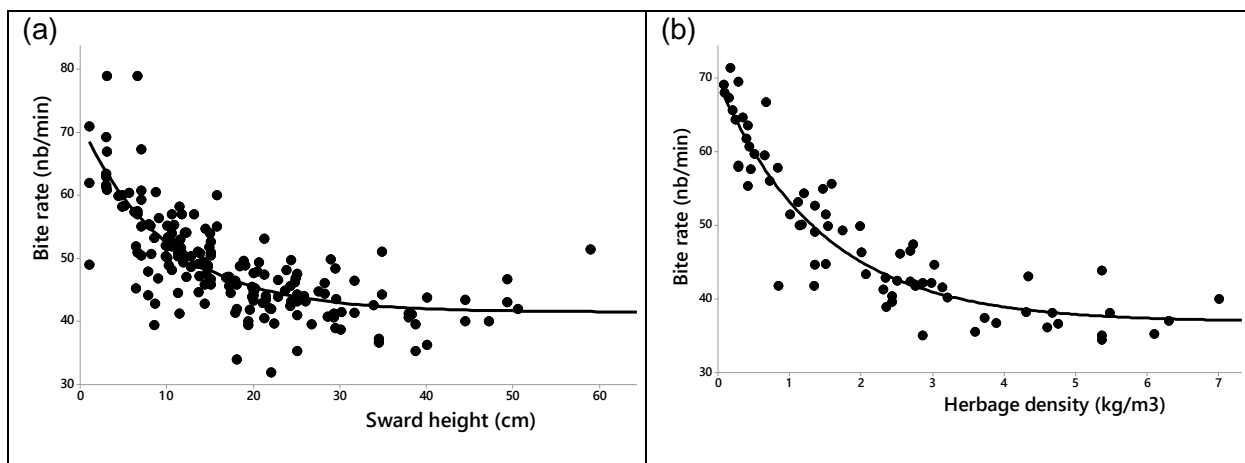 (a)
Bite rate (nb/min)
80
70
60
50
40
30
0 10 20 30 40 50 60
Sward height (cm)
(b)
Bite rate (nb/min)
70
60
50
40
30
0 1 2 3 4 5 6 7
Herbage density (kg/m3)